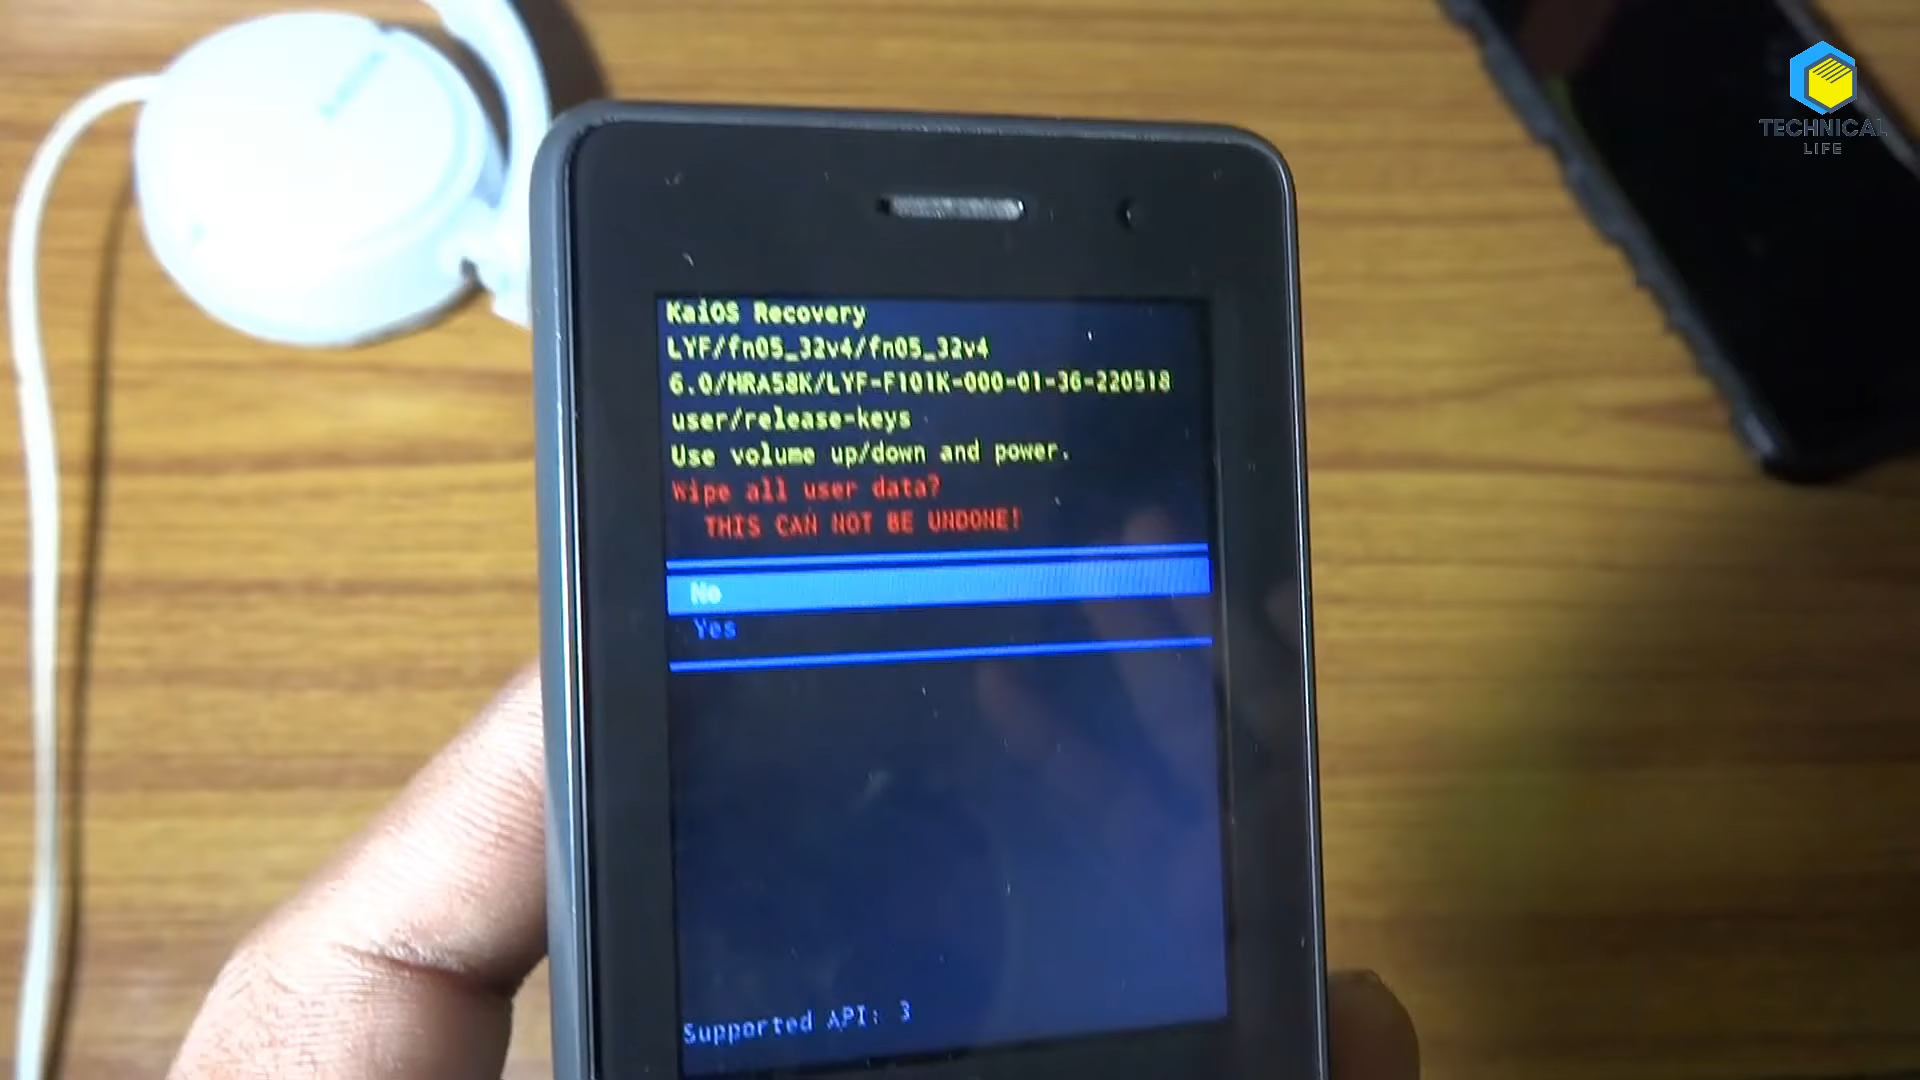 TECHNICAL
LIFE
KaiOS Recovery
LYF/fn05_32v4/fn05_32v4
6.0/MRA58K/LYF-F101K-000-01-36-220518
user/release-keys
Use volume up/down and power.
Wipe all user data?
THIS CAN NOT BE UNDONE!
No
Yes
Supported API: 3